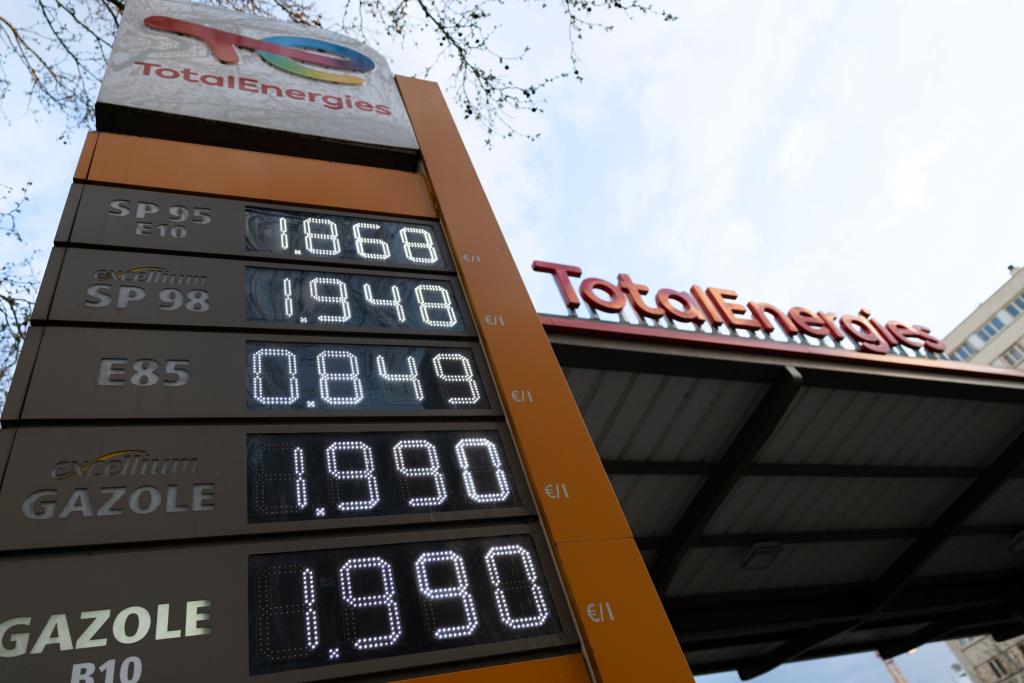 TotalEnergies
SP 95
E10
1.868 €/l
excellium
SP 98
1.948 €/l
E85
0.849 €/l
excellium
GAZOLE
1.990 €/l
GAZOLE
B10
1.990 €/l
TotalEnergies